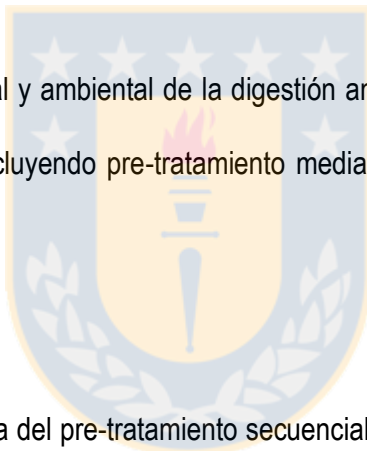 al y ambiental de la digestión an
cluyendo pre-tratamiento media
a del pre-tratamiento secuencial